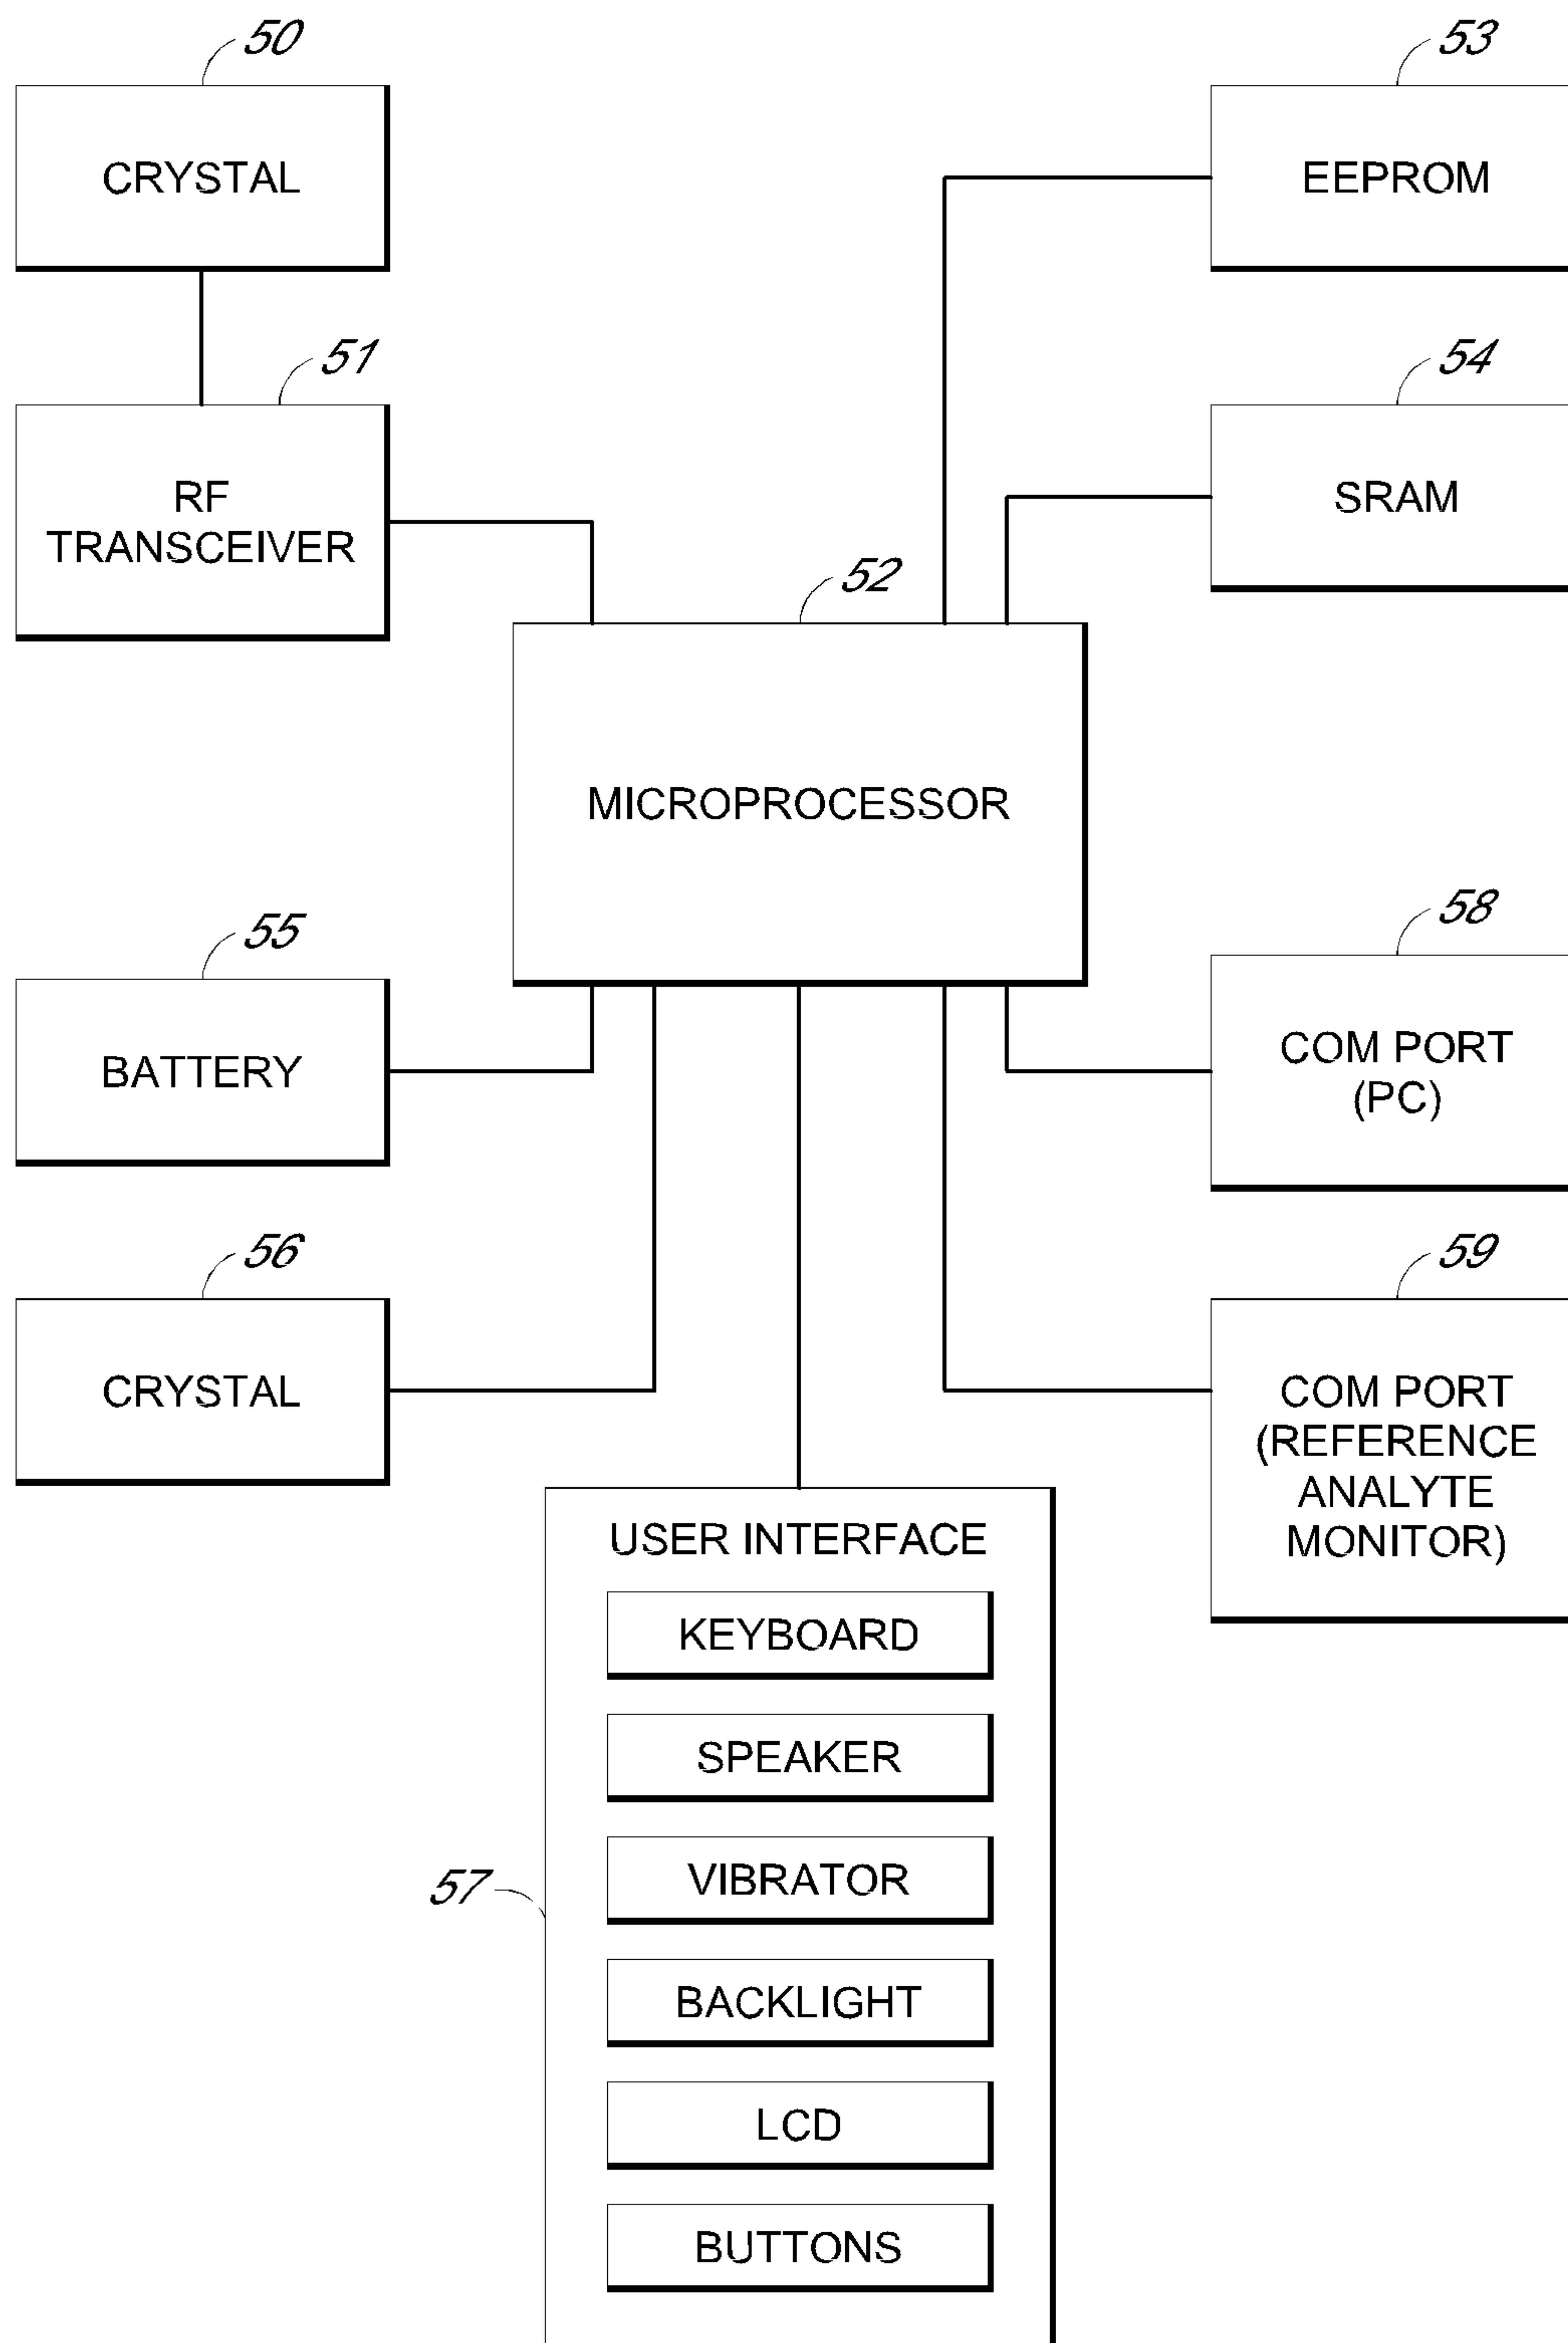 50
CRYSTAL
53
EEPROM
51
RF
TRANSCEIVER
54
SRAM
52
MICROPROCESSOR
55
BATTERY
58
COM PORT
(PC)
56
CRYSTAL
59
COM PORT
(REFERENCE
ANALYTE
MONITOR)
57
USER INTERFACE
KEYBOARD
SPEAKER
VIBRATOR
BACKLIGHT
LCD
BUTTONS